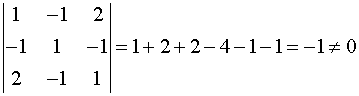 | 1 −1 2 |
| −1 1 −1 | = 1 + 2 + 2 − 4 − 1 − 1 = −1 ≠ 0
| 2 −1 1 |